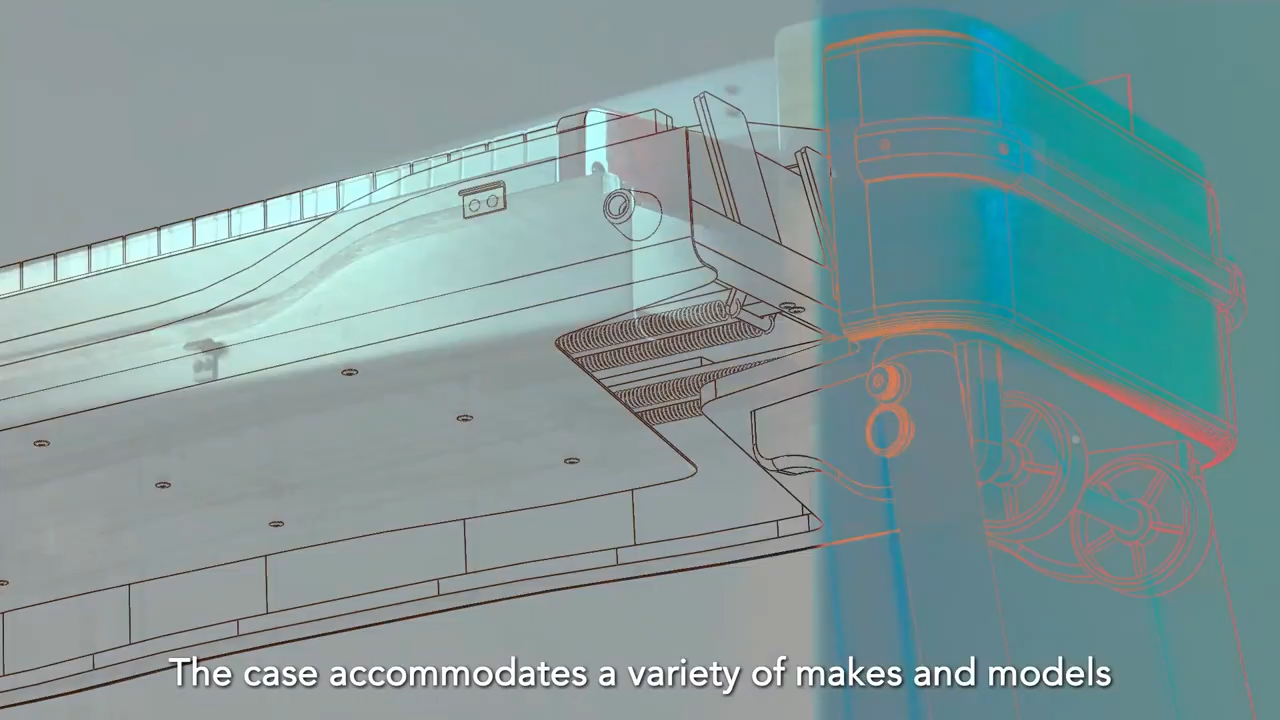 The case accommodates a variety of makes and models